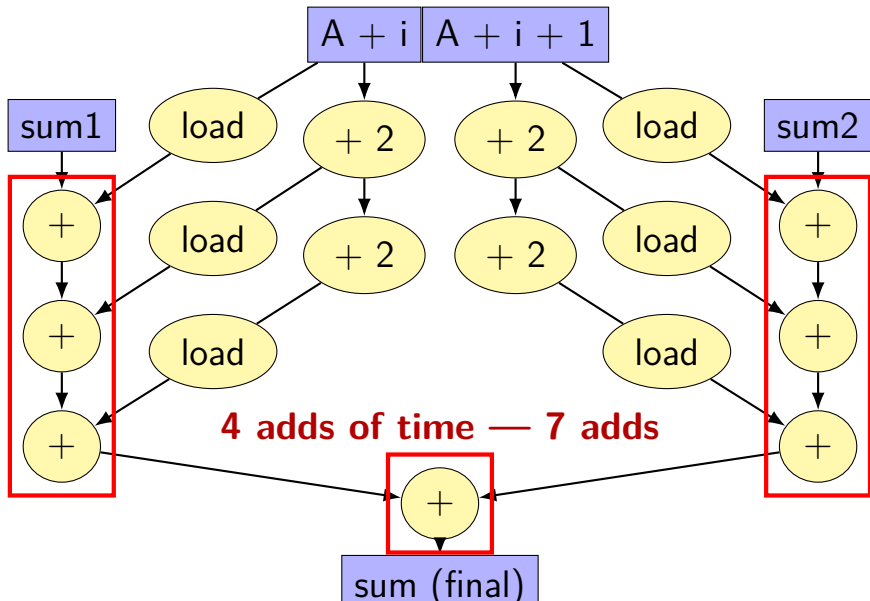 A + i A + i + 1
sum1 load + 2 + 2 load sum2
+ load + 2 + 2 load +
+ load load +
+ 4 adds of time — 7 adds +
+
sum (final)